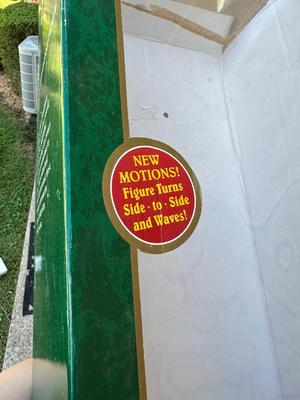 NEW
MOTIONS!
Figure Turns
Side · to · Side
and Waves!